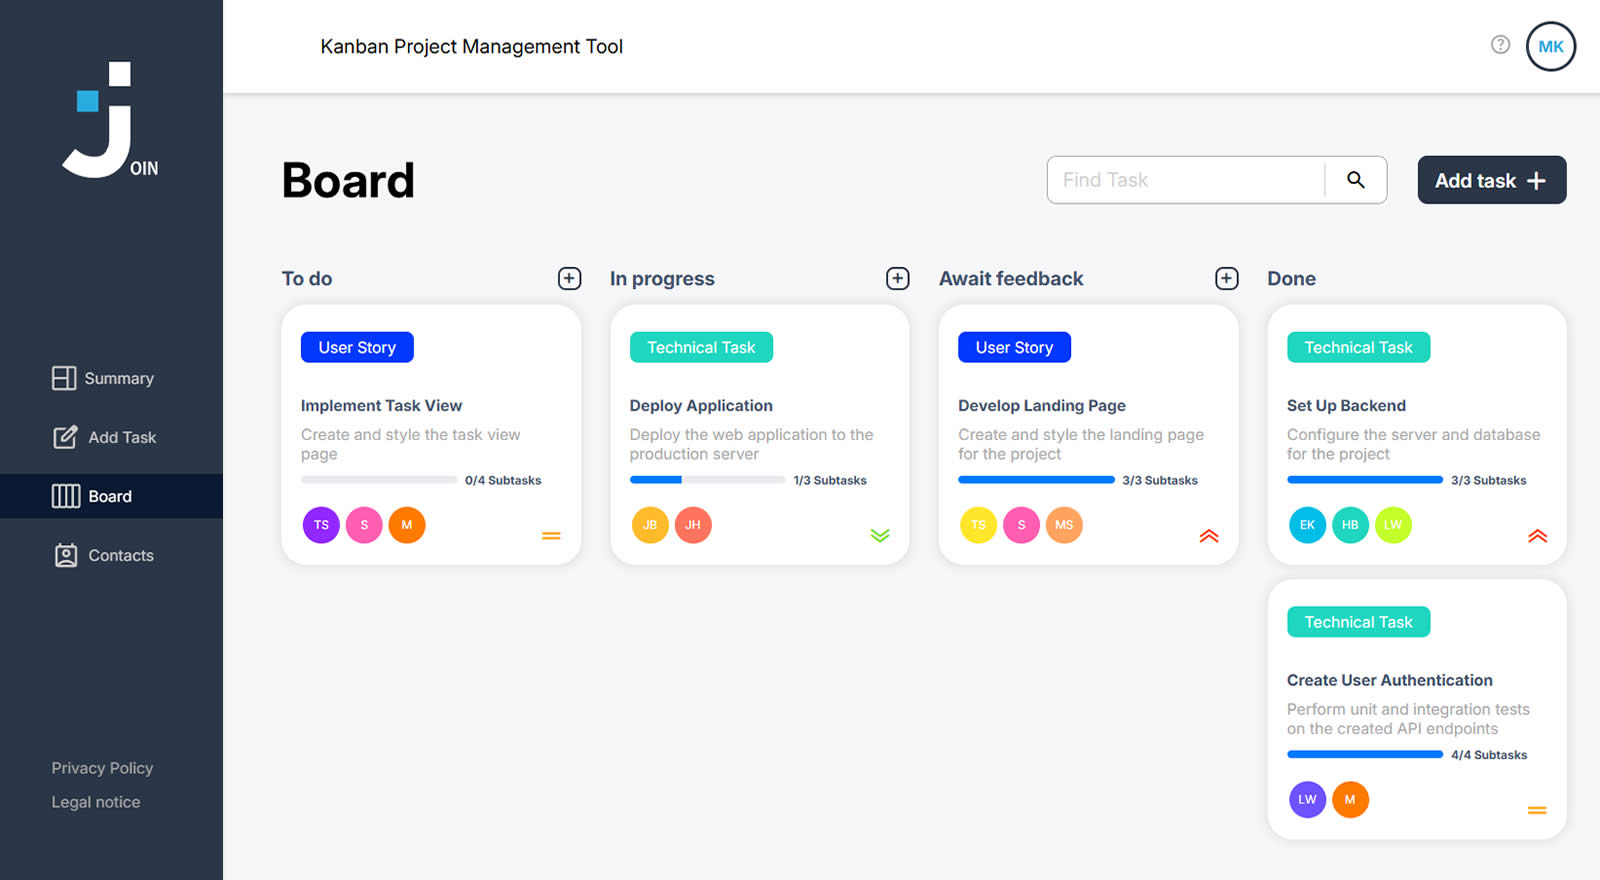 Kanban Project Management Tool
MK
JOIN
Board
Find Task
Add task
Summary
Add Task
Board
Contacts
Privacy Policy
Legal notice
To do
User Story
Implement Task View
Create and style the task view
page
0/4 Subtasks
TS S M
In progress
Technical Task
Deploy Application
Deploy the web application to the
production server
1/3 Subtasks
JB JH
Await feedback
User Story
Develop Landing Page
Create and style the landing page
for the project
3/3 Subtasks
TS S MS
Done
Technical Task
Set Up Backend
Configure the server and database
for the project
3/3 Subtasks
EK HB LW
Technical Task
Create User Authentication
Perform unit and integration tests
on the created API endpoints
4/4 Subtasks
LW M